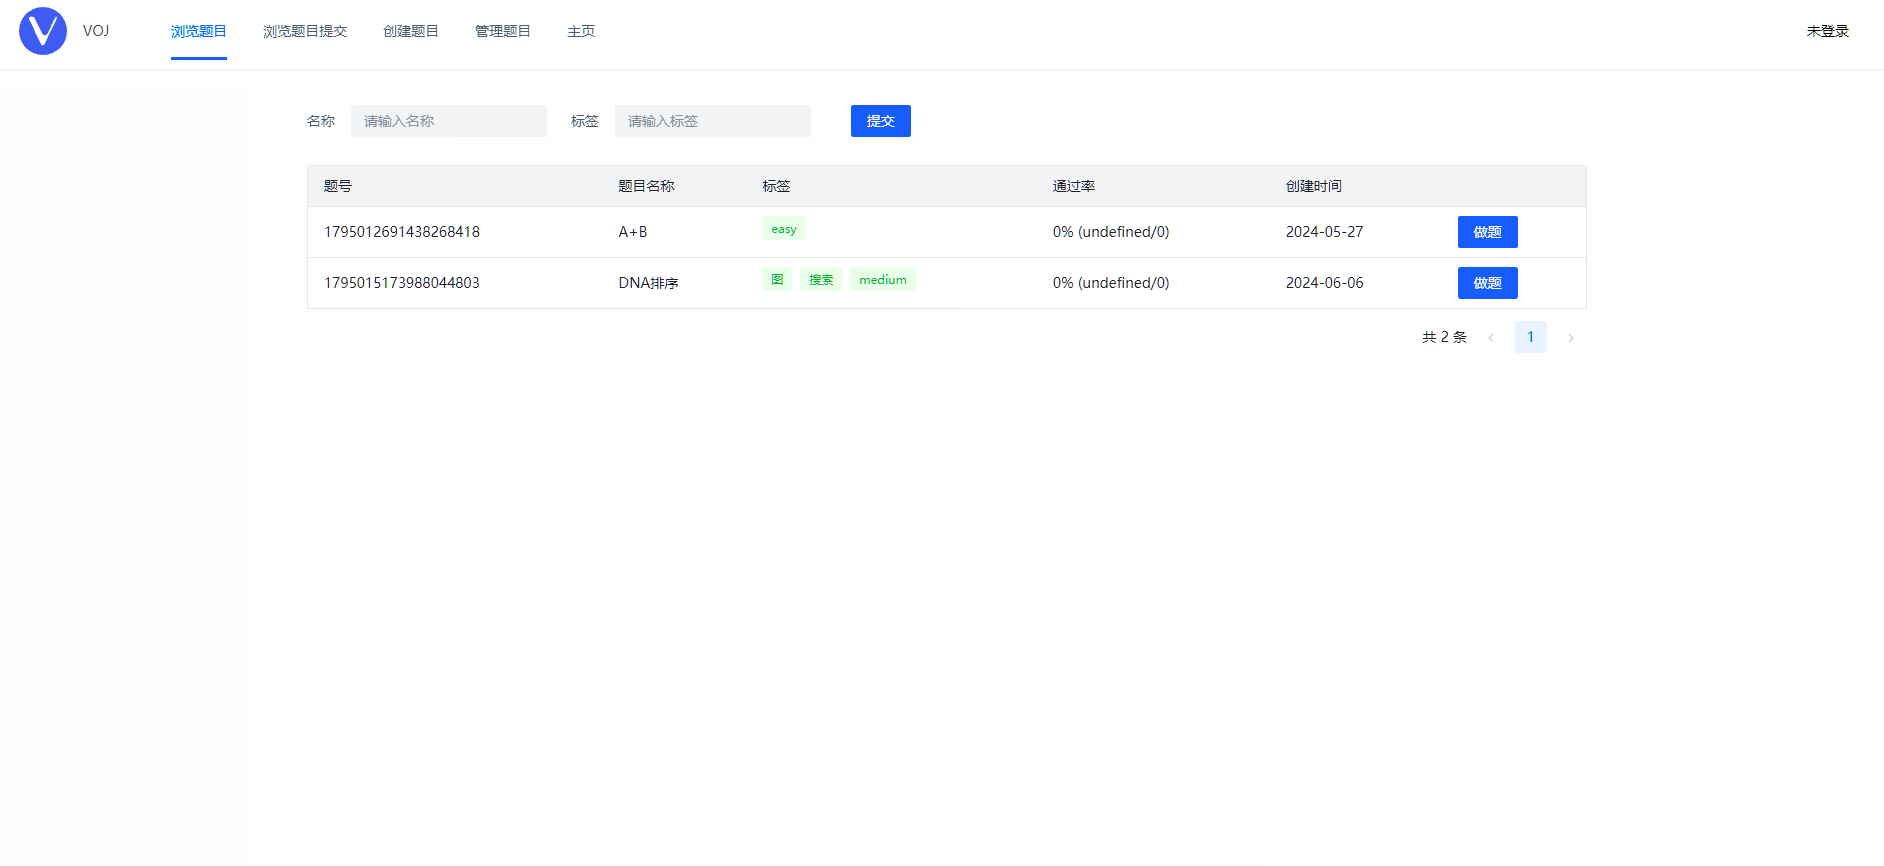 VOJ 浏览题目 浏览题目提交 创建题目 管理题目 主页 未登录
名称 请输入名称 标签 请输入标签 提交
题号 题目名称 标签 通过率 创建时间
1795012691438268418 A+B easy 0% (undefined/0) 2024-05-27 做题
1795015173988044803 DNA排序 图 搜索 medium 0% (undefined/0) 2024-06-06 做题
共 2 条 1